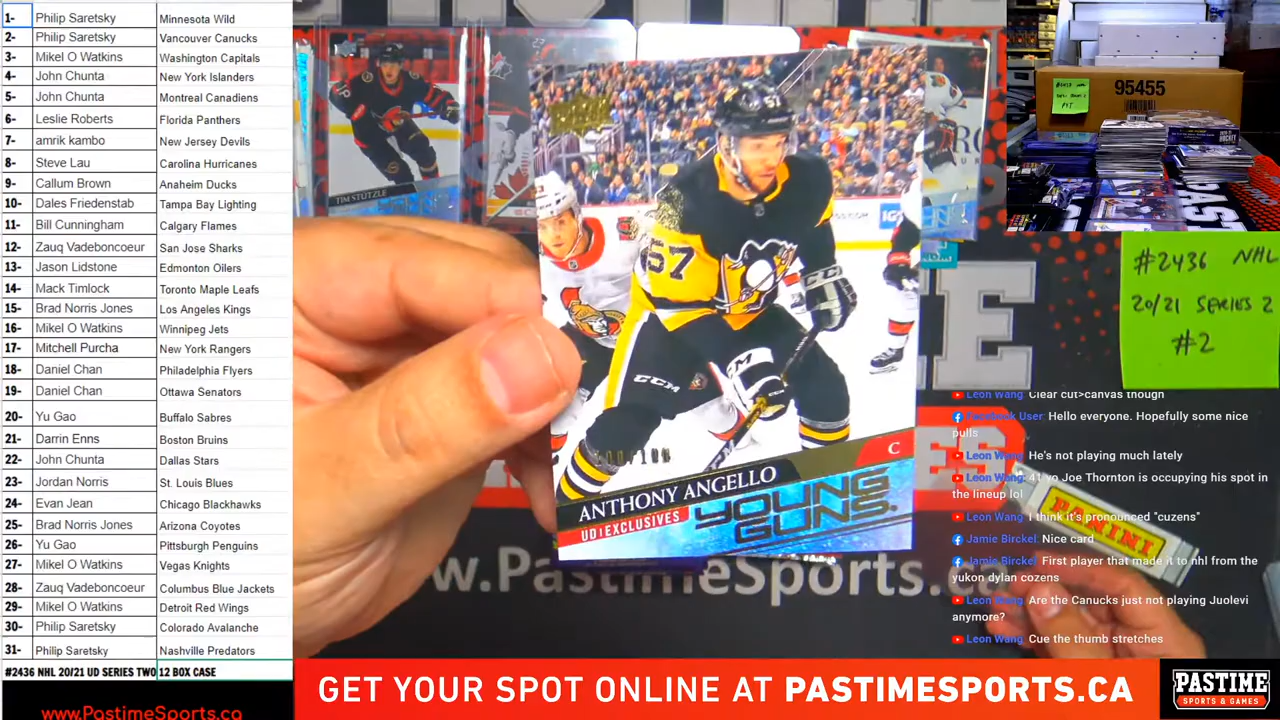 1- Philip Saretsky Minnesota Wild
2- Philip Saretsky Vancouver Canucks
3- Mikel O Watkins Washington Capitals
4- John Chunta New York Islanders
5- John Chunta Montreal Canadiens
6- Leslie Roberts Florida Panthers
7- amrik kambo New Jersey Devils
8- Steve Lau Carolina Hurricanes
9- Callum Brown Anaheim Ducks
10- Dales Friedenstab Tampa Bay Lighting
11- Bill Cunningham Calgary Flames
12- Zauq Vadeboncoeur San Jose Sharks
13- Jason Lidstone Edmonton Oilers
14- Mack Timlock Toronto Maple Leafs
15- Brad Norris Jones Los Angeles Kings
16- Mikel O Watkins Winnipeg Jets
17- Mitchell Purcha New York Rangers
18- Daniel Chan Philadelphia Flyers
19- Daniel Chan Ottawa Senators
20- Yu Gao Buffalo Sabres
21- Darrin Enns Boston Bruins
22- John Chunta Dallas Stars
23- Jordan Norris St. Louis Blues
24- Evan Jean Chicago Blackhawks
25- Brad Norris Jones Arizona Coyotes
26- Yu Gao Pittsburgh Penguins
27- Mikel O Watkins Vegas Knights
28- Zauq Vadeboncoeur Columbus Blue Jackets
29- Mikel O Watkins Detroit Red Wings
30- Philip Saretsky Colorado Avalanche
31- Philip Saretsky Nashville Predators
#2436 NHL 20/21 UD SERIES TWO 12 BOX CASE
www.PastimeSports.ca
TIM STÜTZLE
67
57
CCM
C
ANTHONY ANGELLO
UD EXCLUSIVES
YOUNG GUNS.
95455
#2436 NHL
20/21 SERIES 2
#2
Leon Wang: Clear cut>canvas though
Facebook User: Hello everyone. Hopefully some nice
pulls
Leon Wang: He's not playing much lately
Leon Wang: 41 yo Joe Thornton is occupying his spot in
the lineup lol
Leon Wang: I think it's pronounced "cuzens"
Jamie Birckel: Nice card
Jamie Birckel: First player that made it to nhl from the
yukon dylan cozens
Leon Wang: Are the Canucks just not playing Juolevi
anymore?
Leon Wang: Cue the thumb stretches
PANINI
w.PastimeSports.
GET YOUR SPOT ONLINE AT PASTIMESPORTS.CA
PASTIME
SPORTS & GAMES